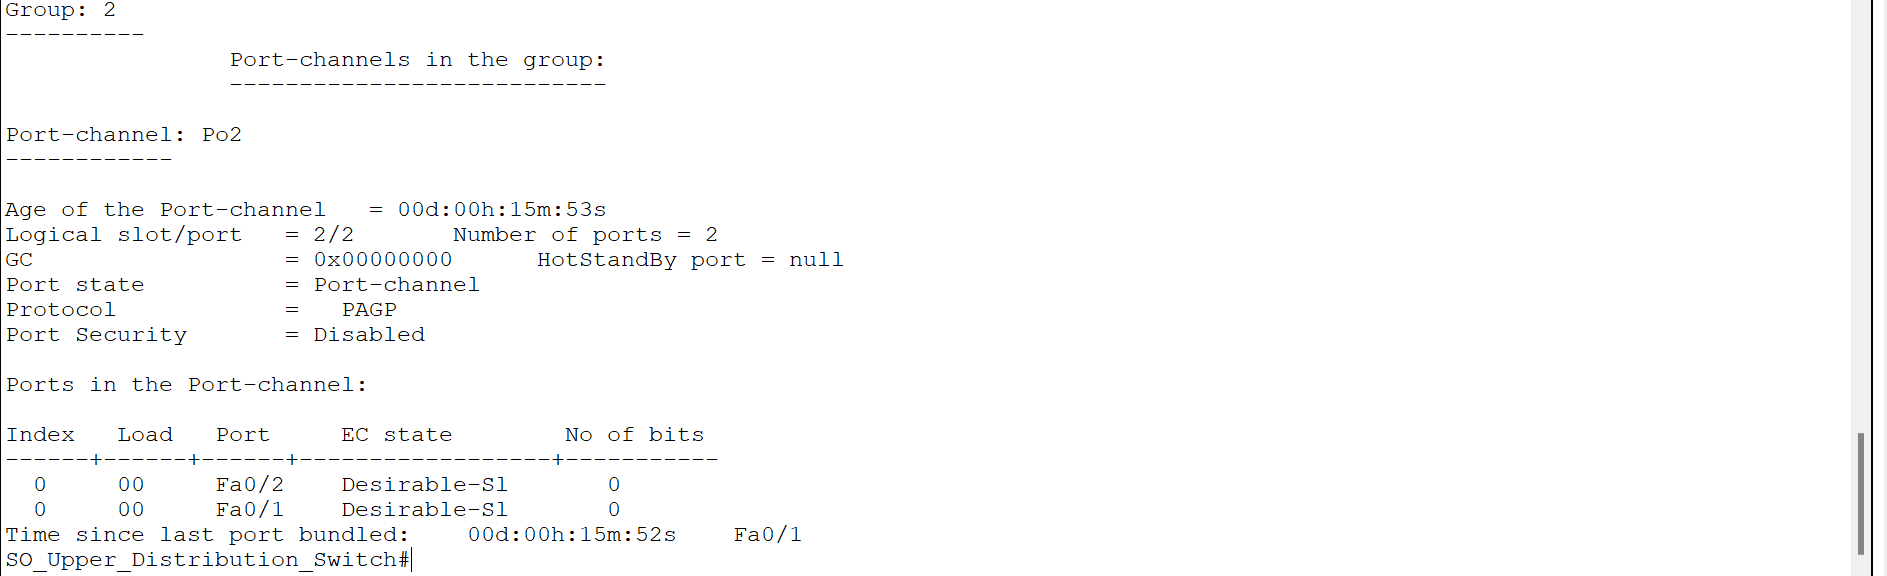 Group: 2
----------
                Port-channels in the group:
                ---------------------------

Port-channel: Po2
------------

Age of the Port-channel   = 00d:00h:15m:53s
Logical slot/port   = 2/2       Number of ports = 2
GC                  = 0x00000000      HotStandBy port = null
Port state          = Port-channel
Protocol            =   PAGP
Port Security       = Disabled

Ports in the Port-channel:

Index   Load   Port     EC state        No of bits
------+------+------+------------------+-----------
  0     00     Fa0/2    Desirable-Sl       0
  0     00     Fa0/1    Desirable-Sl       0
Time since last port bundled:    00d:00h:15m:52s    Fa0/1
SO_Upper_Distribution_Switch#